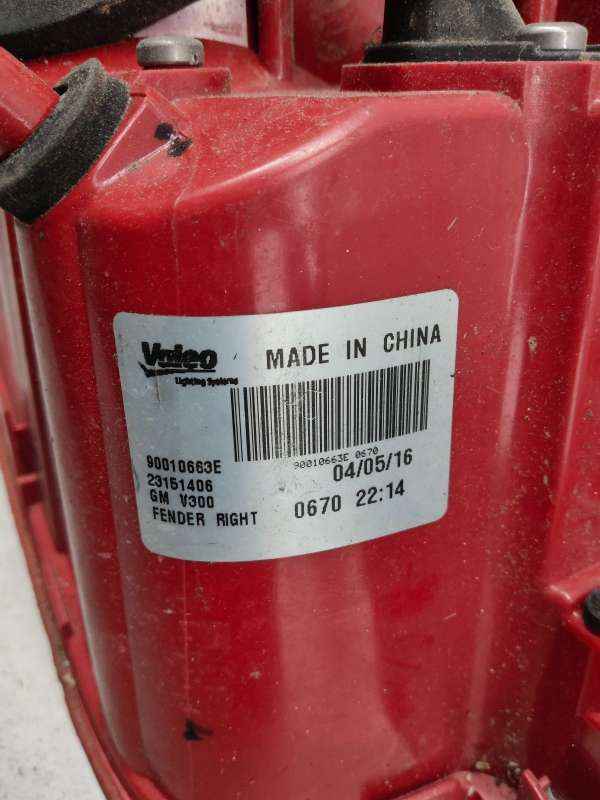 Valeo
Lighting Systems
MADE IN CHINA
90010663E 0670
90010663E
23151406
GM V300
FENDER RIGHT
04/05/16
0670 22:14